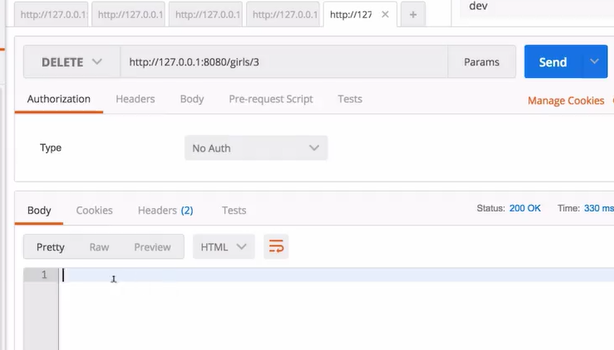 http://127.0.0.1 http://127.0.0.1 http://127.0.0.1 http://127.0.0.1 http://127 × +
dev
DELETE http://127.0.0.1:8080/girls/3 Params Send
Authorization Headers Body Pre-request Script Tests Manage Cookies
Type No Auth
Body Cookies Headers (2) Tests Status: 200 OK Time: 330 ms
Pretty Raw Preview HTML
1